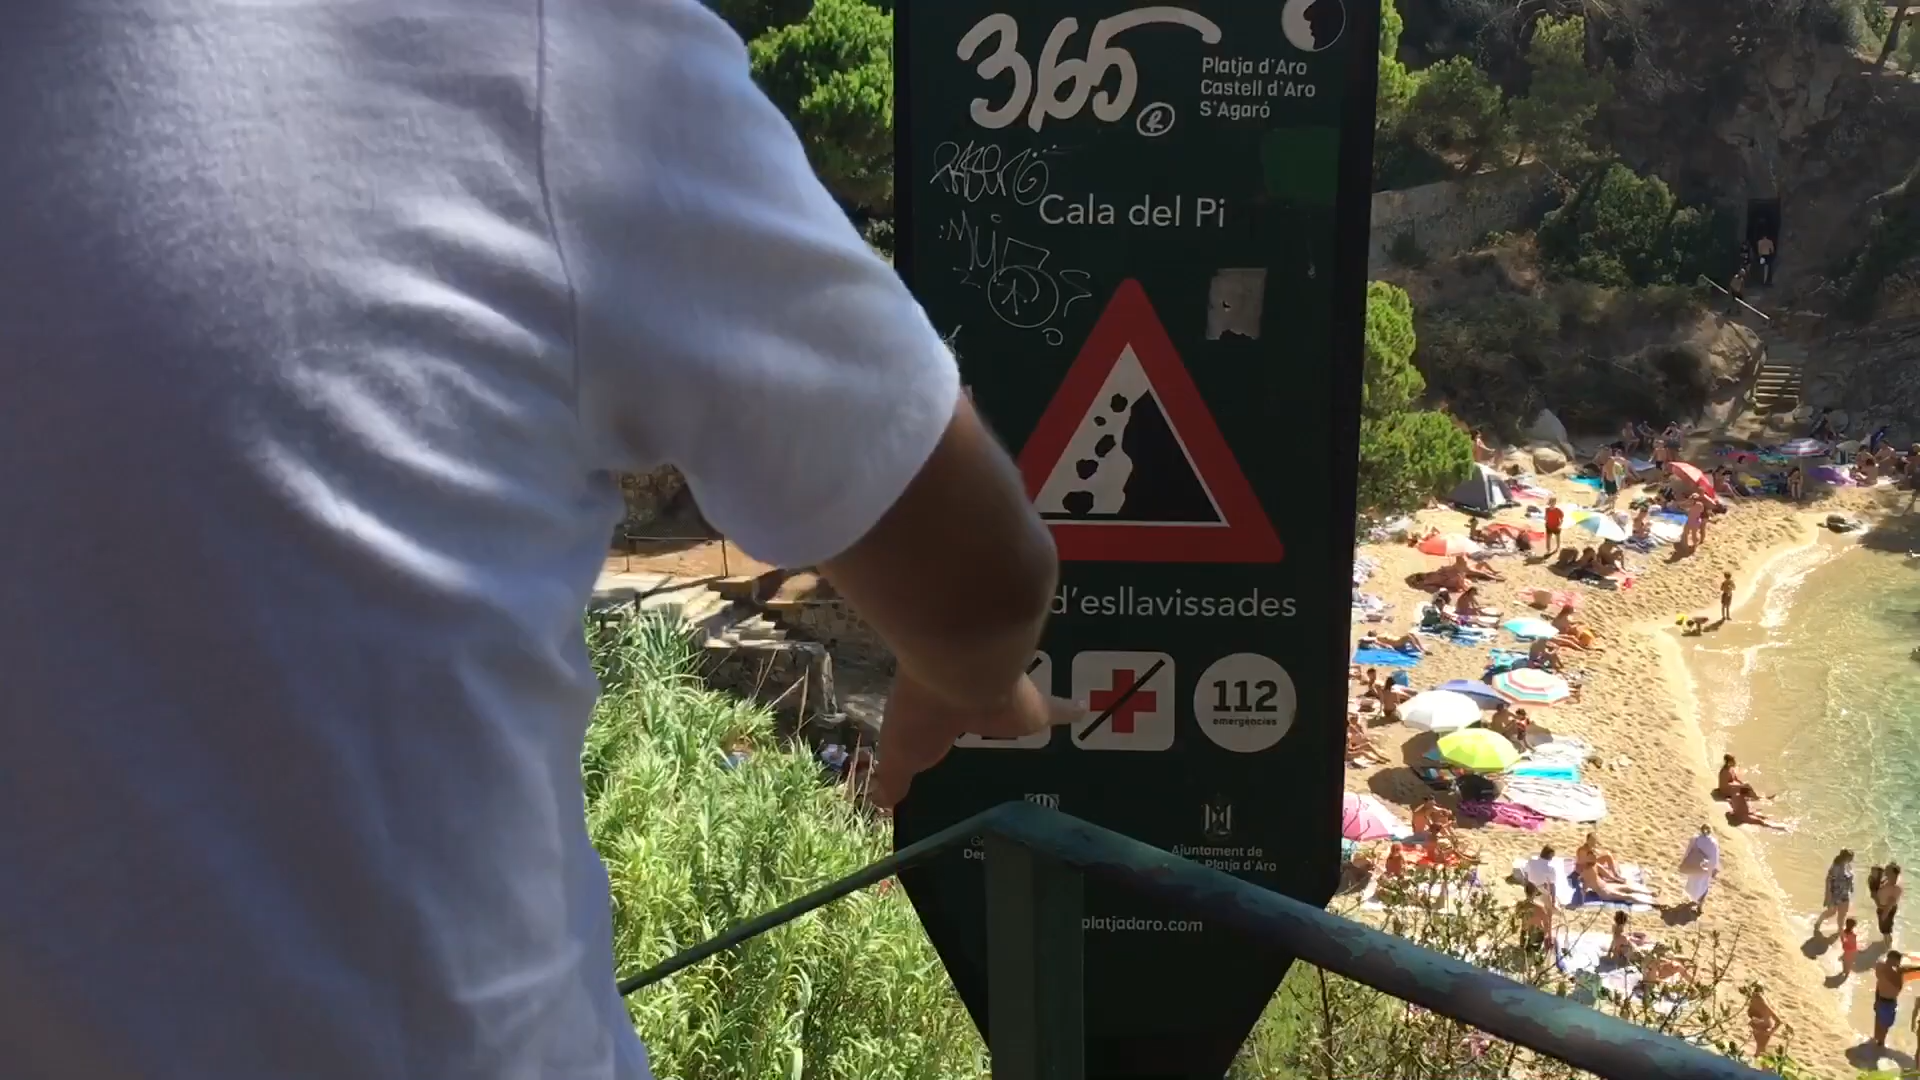 365
R
Platja d'Aro
Castell d'Aro
S'Agaró
Cala del Pi
d'esllavissades
112
emergències
Ajuntament de
Platja d'Aro
platjadaro.com